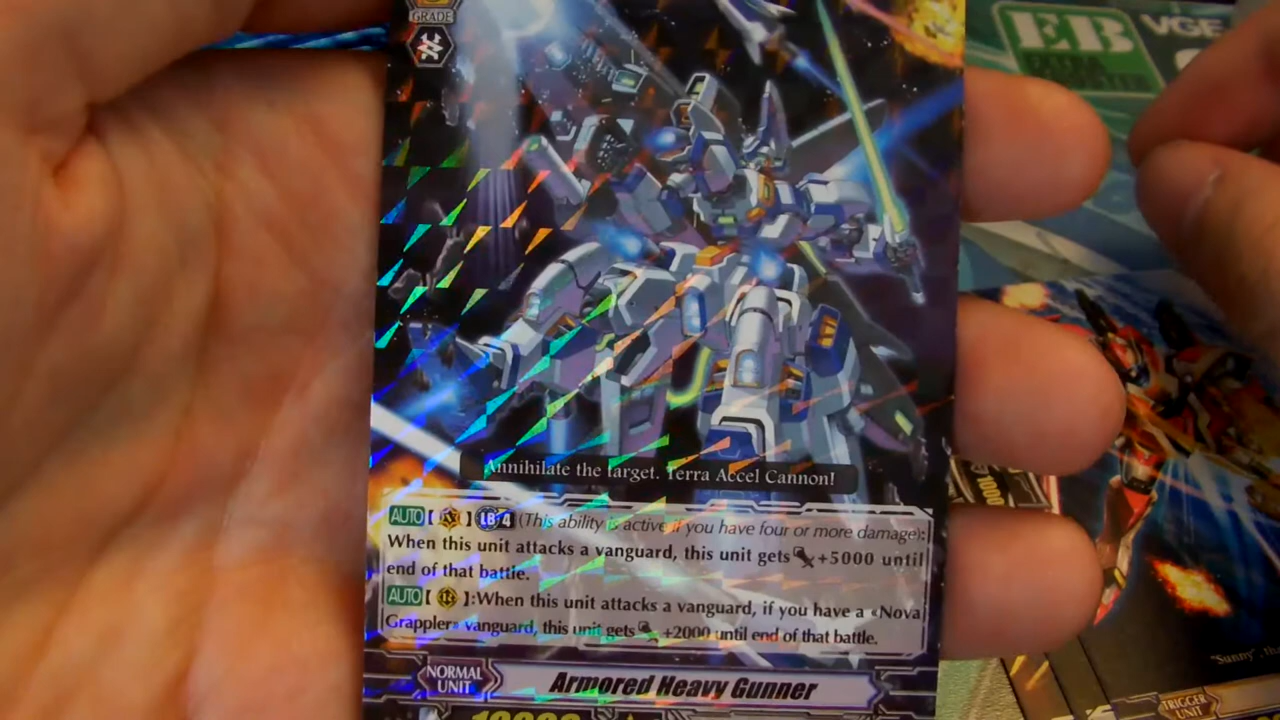 GRADE
EB
VGE
Annihilate the target. Terra Accel Cannon!
AUTO【 V 】LB 4 (This ability is active if you have four or more damage):
When this unit attacks a vanguard, this unit gets +5000 until
end of that battle.
AUTO【 R 】:When this unit attacks a vanguard, if you have a «Nova
Grappler» vanguard, this unit gets +2000 until end of that battle.
NORMAL
UNIT
Armored Heavy Gunner
"Sunny", th
TRIGGER
UNIT